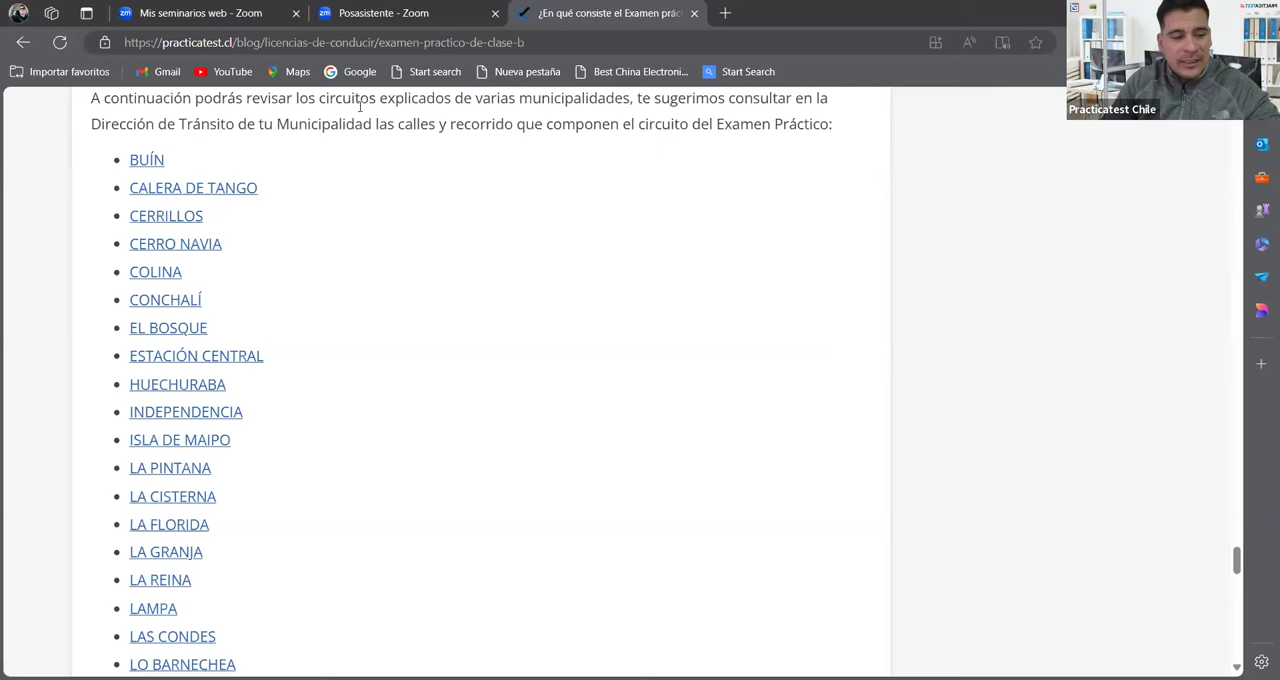 Mis seminarios web - Zoom
Posasistente - Zoom
¿En qué consiste el Examen prác
https://practicatest.cl/blog/licencias-de-conducir/examen-practico-de-clase-b
Importar favoritos
Gmail
YouTube
Maps
Google
Start search
Nueva pestaña
Best China Electroni...
Start Search
Practicatest Chile
A continuación podrás revisar los circuitos explicados de varias municipalidades, te sugerimos consultar en la
Dirección de Tránsito de tu Municipalidad las calles y recorrido que componen el circuito del Examen Práctico:
BUÍN
CALERA DE TANGO
CERRILLOS
CERRO NAVIA
COLINA
CONCHALÍ
EL BOSQUE
ESTACIÓN CENTRAL
HUECHURABA
INDEPENDENCIA
ISLA DE MAIPO
LA PINTANA
LA CISTERNA
LA FLORIDA
LA GRANJA
LA REINA
LAMPA
LAS CONDES
LO BARNECHEA